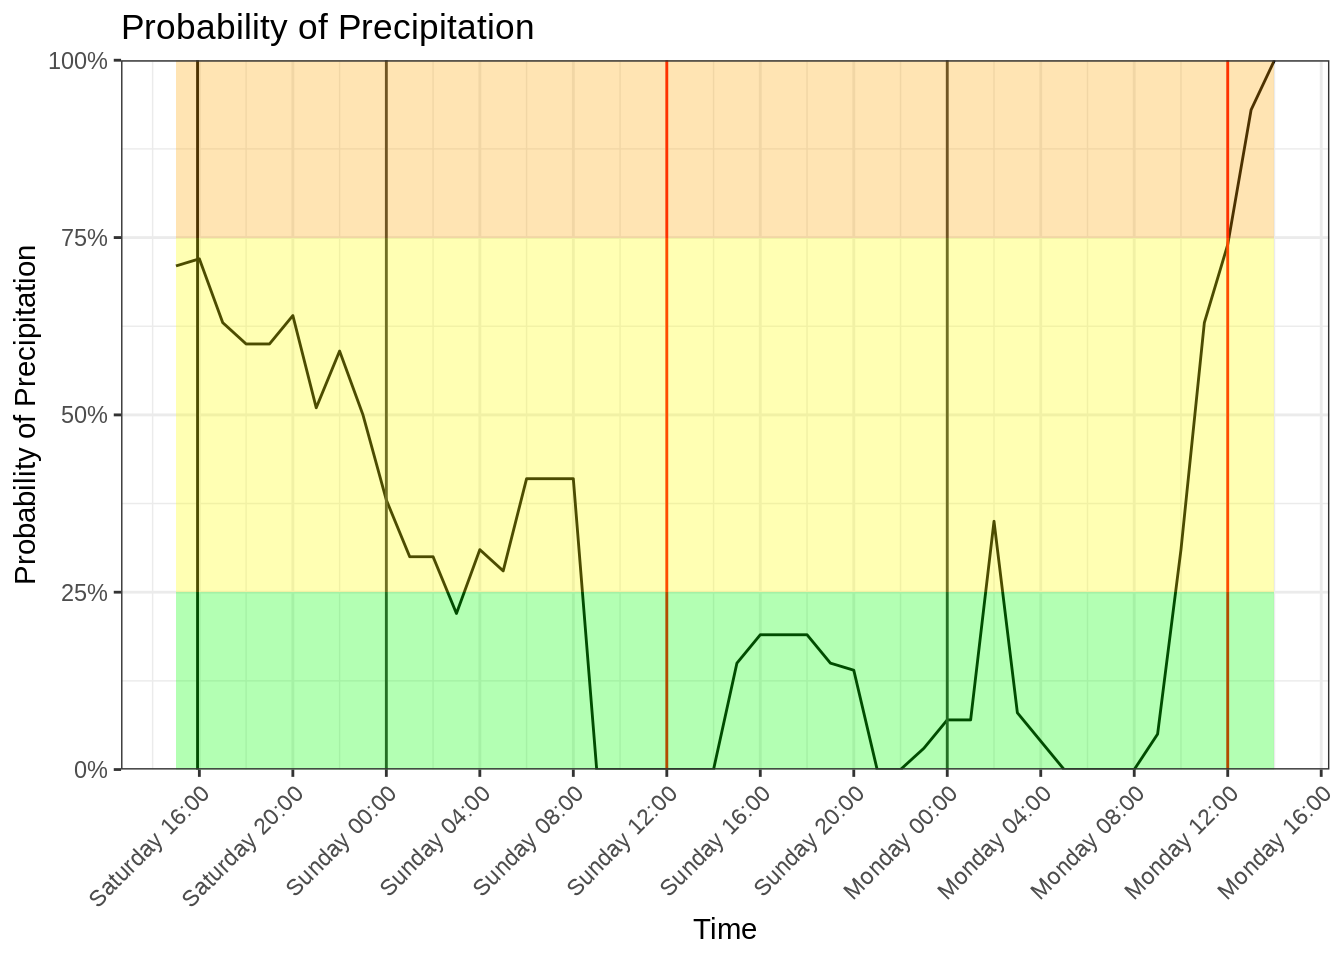 Probability of Precipitation
Probability of Precipitation
100%
75%
50%
25%
0%
Saturday 16:00
Saturday 20:00
Sunday 00:00
Sunday 04:00
Sunday 08:00
Sunday 12:00
Sunday 16:00
Sunday 20:00
Monday 00:00
Monday 04:00
Monday 08:00
Monday 12:00
Monday 16:00
Time